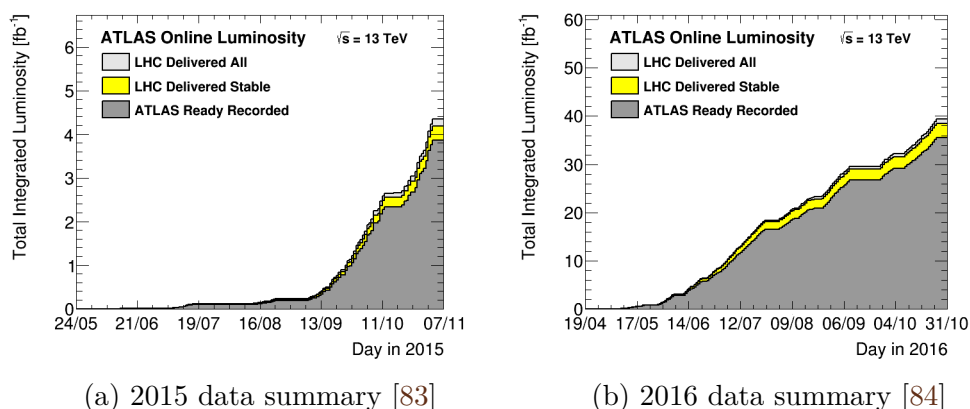 Total Integrated Luminosity [fb⁻¹]
6
5
4
3
2
1
0
ATLAS Online Luminosity √s = 13 TeV
LHC Delivered All
LHC Delivered Stable
ATLAS Ready Recorded
24/05 21/06 19/07 16/08 13/09 11/10 07/11
Day in 2015
(a) 2015 data summary [83]
Total Integrated Luminosity [fb⁻¹]
60
50
40
30
20
10
0
ATLAS Online Luminosity √s = 13 TeV
LHC Delivered All
LHC Delivered Stable
ATLAS Ready Recorded
19/04 17/05 14/06 12/07 09/08 06/09 04/10 31/10
Day in 2016
(b) 2016 data summary [84]